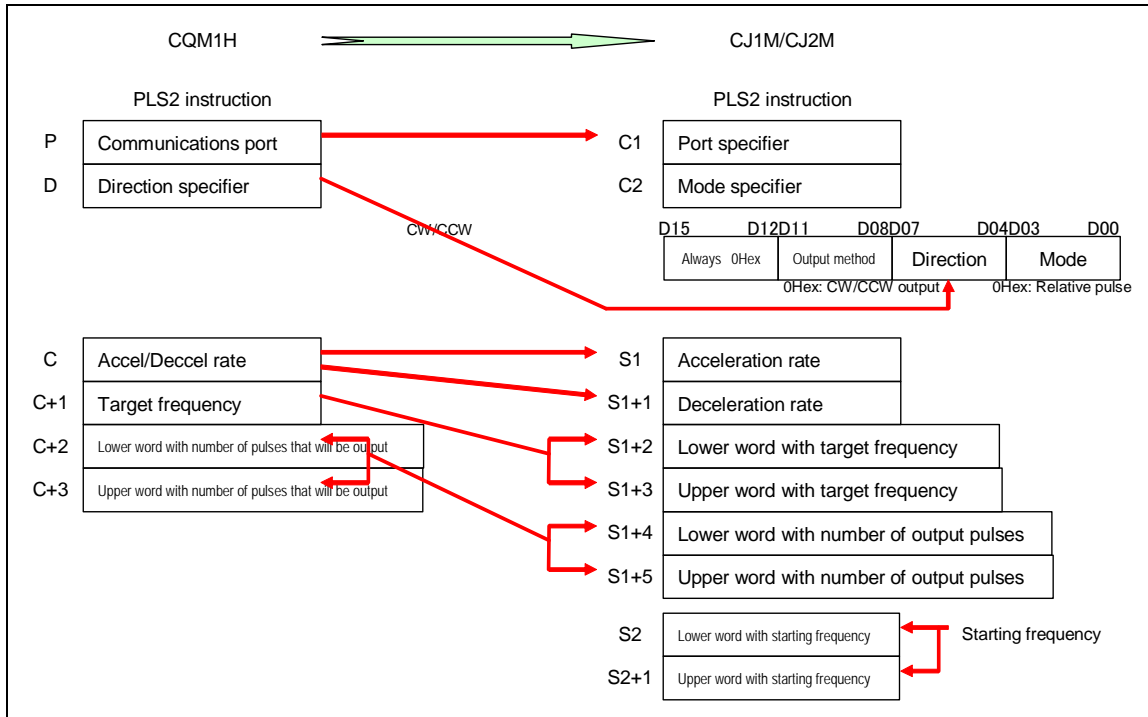 CQM1H CJ1M/CJ2M
PLS2 instruction PLS2 instruction
P Communications port C1 Port specifier
D Direction specifier C2 Mode specifier
CW/CCW D15 D12D11 D08D07 D04D03 D00
Always 0Hex Output method Direction Mode
0Hex: CW/CCW output 0Hex: Relative pulse
C Accel/Deccel rate S1 Acceleration rate
C+1 Target frequency S1+1 Deceleration rate
C+2 Lower word with number of pulses that will be output S1+2 Lower word with target frequency
C+3 Upper word with number of pulses that will be output S1+3 Upper word with target frequency
S1+4 Lower word with number of output pulses
S1+5 Upper word with number of output pulses
S2 Lower word with starting frequency Starting frequency
S2+1 Upper word with starting frequency